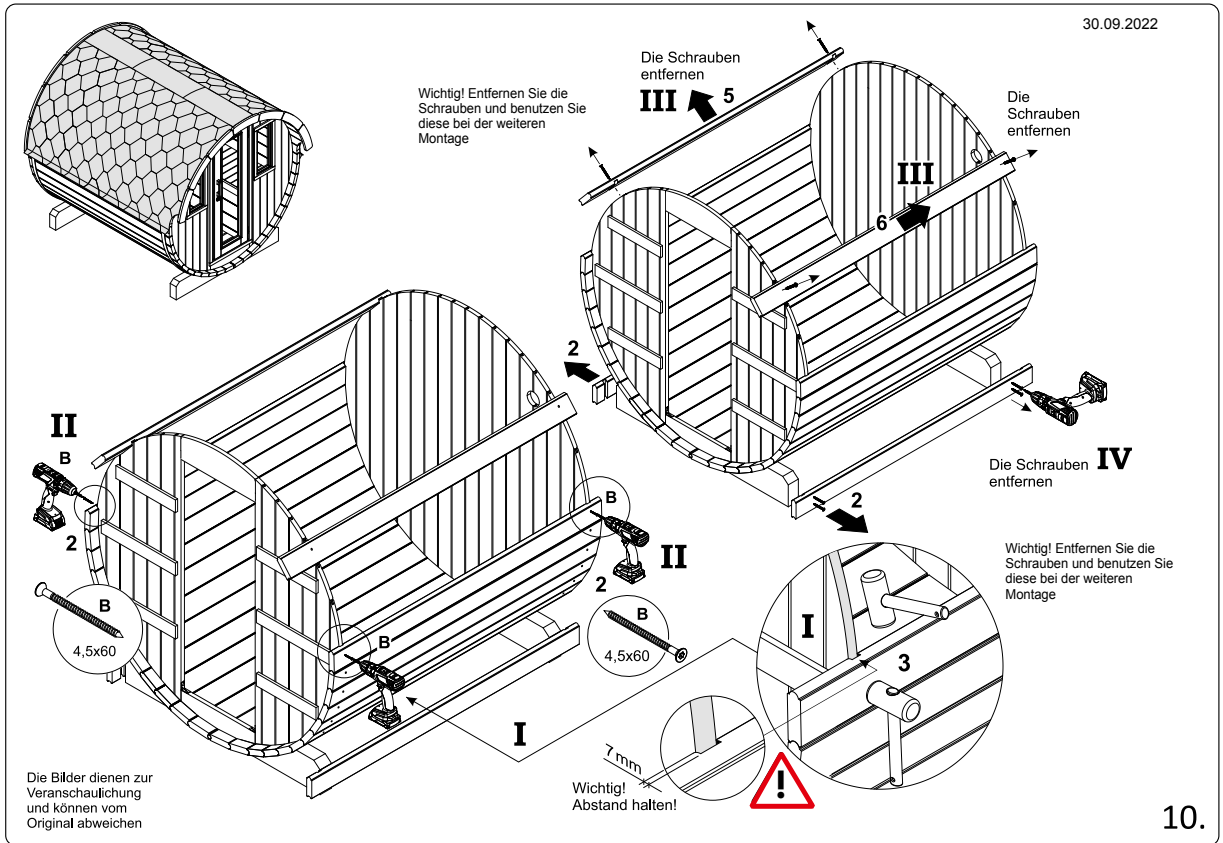 30.09.2022
Die Schrauben
entfernen
III
5
Wichtig! Entfernen Sie die
Schrauben und benutzen Sie
diese bei der weiteren
Montage
Die
Schrauben
entfernen
III
6
2
Die Schrauben
entfernen
IV
2
Wichtig! Entfernen Sie die
Schrauben und benutzen Sie
diese bei der weiteren
Montage
II
B
2
B
4,5x60
B
II
2
B
4,5x60
B
I
I
3
7mm
Wichtig!
Abstand halten!
!
Die Bilder dienen zur
Veranschaulichung
und können vom
Original abweichen
10.